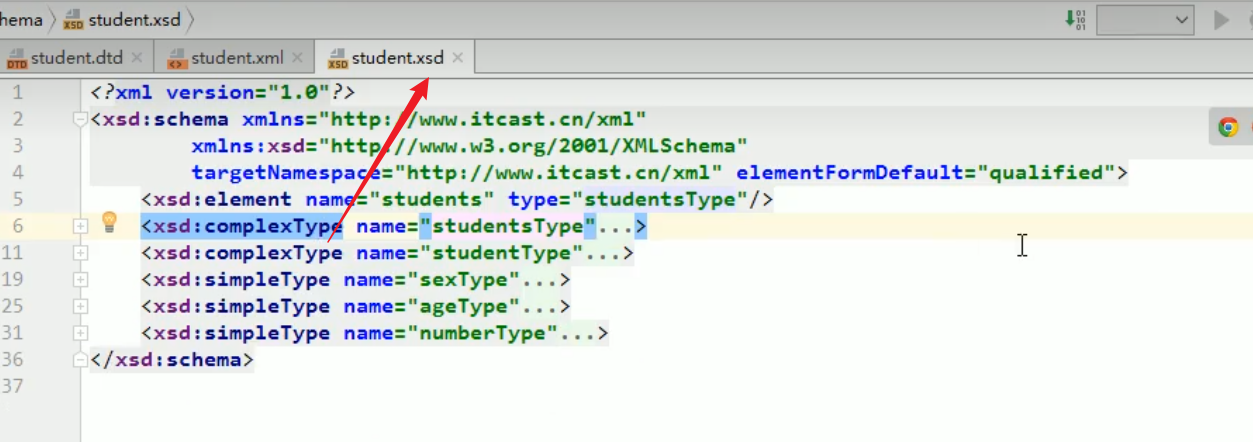 hema student.xsd
student.dtd student.xml student.xsd
1 <?xml version="1.0"?>
2 <xsd:schema xmlns="http://www.itcast.cn/xml"
3 xmlns:xsd="http://www.w3.org/2001/XMLSchema"
4 targetNamespace="http://www.itcast.cn/xml" elementFormDefault="qualified">
5 <xsd:element name="students" type="studentsType"/>
6 <xsd:complexType name="studentsType"...>
11 <xsd:complexType name="studentType"...>
19 <xsd:simpleType name="sexType"...>
25 <xsd:simpleType name="ageType"...>
31 <xsd:simpleType name="numberType"...>
36 </xsd:schema>
37